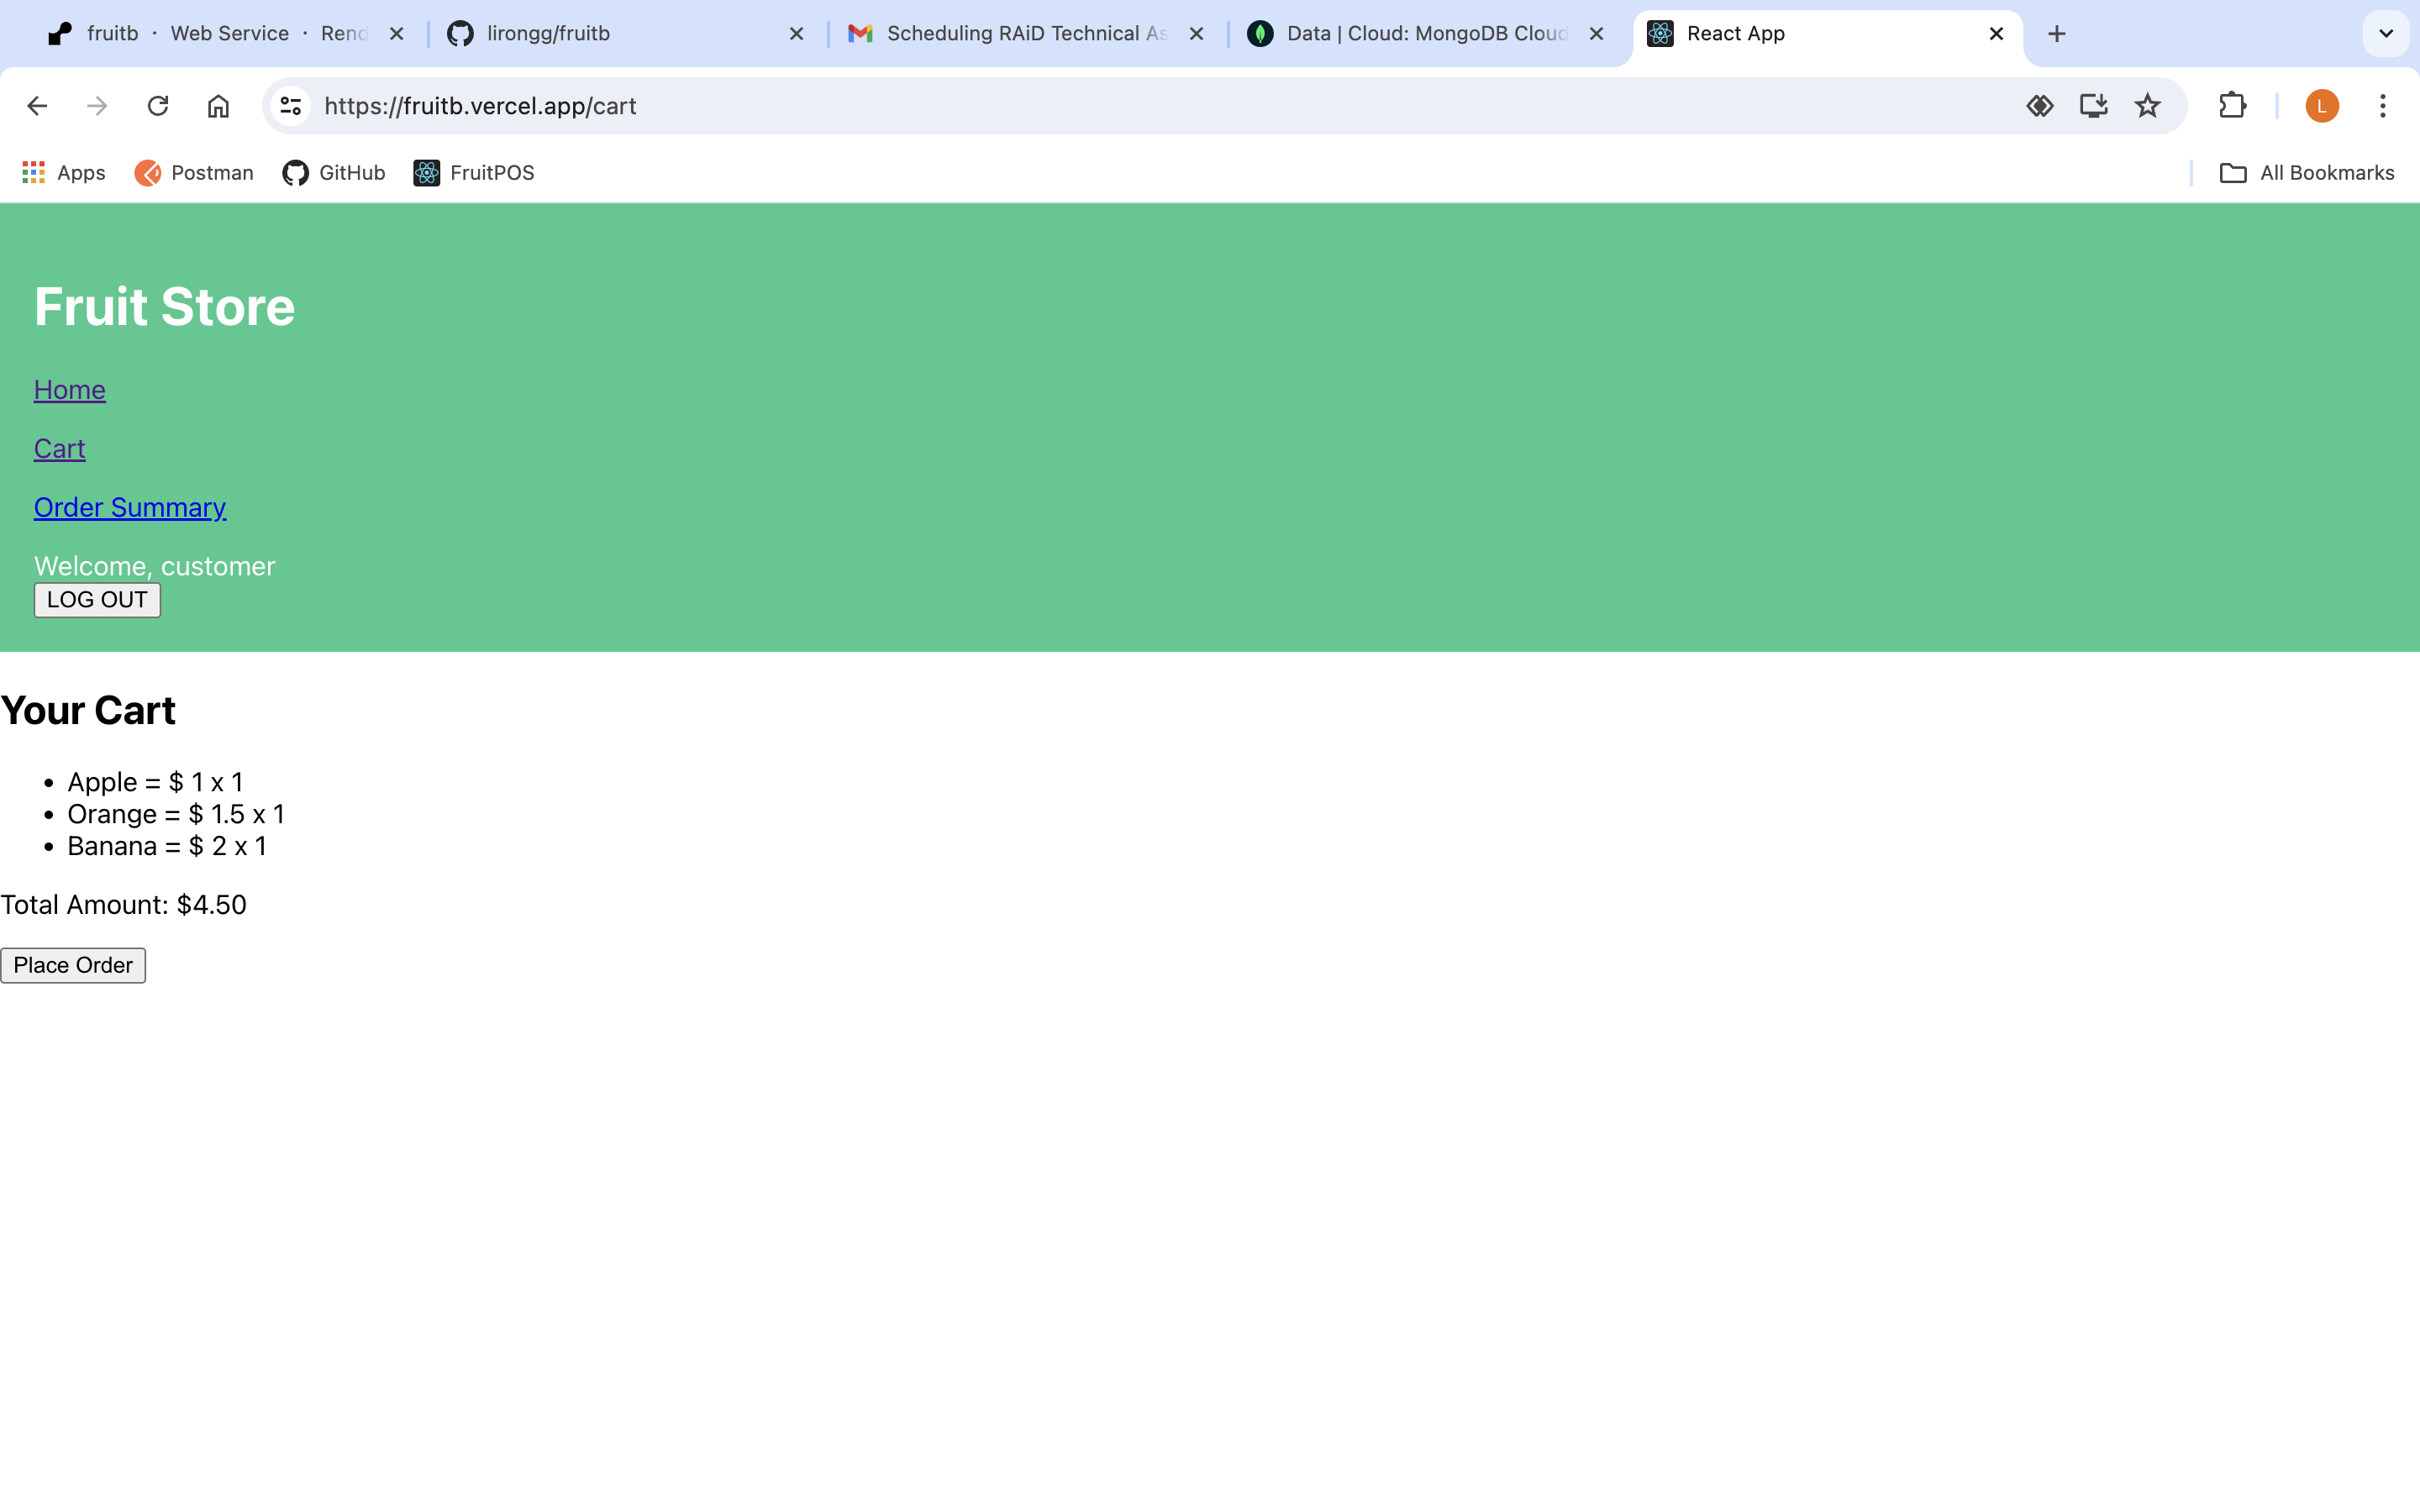 fruitb · Web Service · Rend
lirongg/fruitb
Scheduling RAiD Technical As
Data | Cloud: MongoDB Cloud
React App
https://fruitb.vercel.app/cart
L
Apps
Postman
GitHub
FruitPOS
All Bookmarks
Fruit Store
Home
Cart
Order Summary
Welcome, customer
LOG OUT
Your Cart
• Apple = $ 1 x 1
• Orange = $ 1.5 x 1
• Banana = $ 2 x 1
Total Amount: $4.50
Place Order